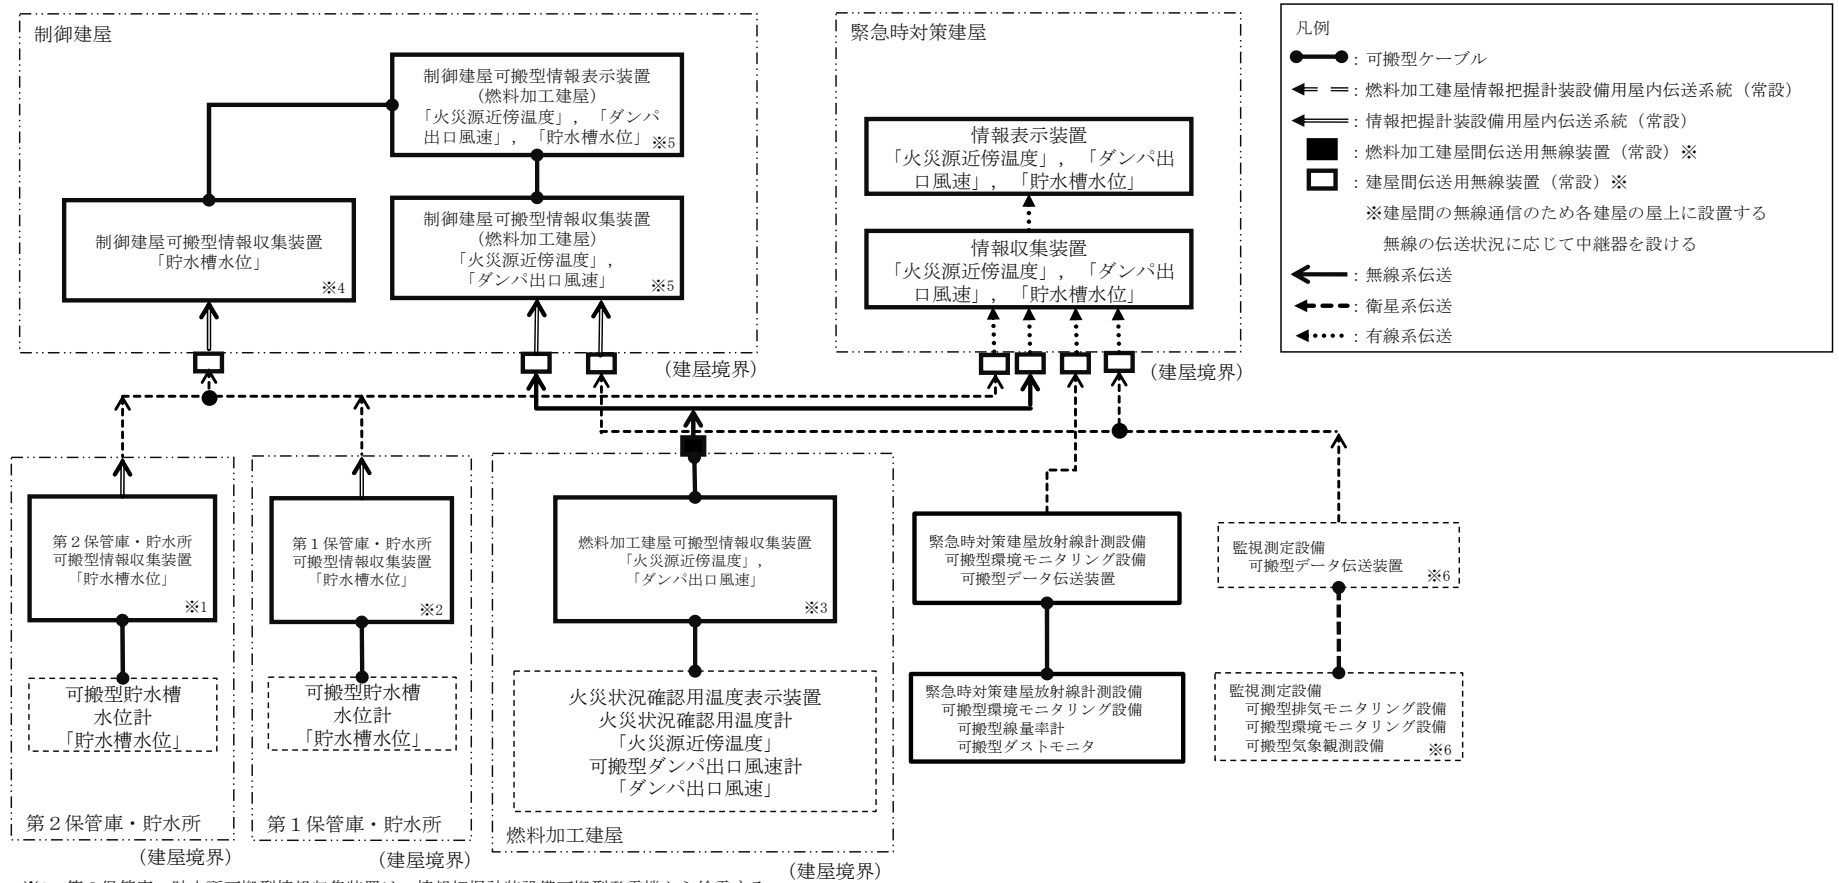 制御建屋
制御建屋可搬型情報表示装置
（燃料加工建屋）
「火災源近傍温度」，「ダンパ
出口風速」，「貯水槽水位」
※5
制御建屋可搬型情報収集装置
「貯水槽水位」
※4
制御建屋可搬型情報収集装置
（燃料加工建屋）
「火災源近傍温度」，
「ダンパ出口風速」
※5
（建屋境界）
緊急時対策建屋
情報表示装置
「火災源近傍温度」，「ダンパ出
口風速」，「貯水槽水位」
情報収集装置
「火災源近傍温度」，「ダンパ出
口風速」，「貯水槽水位」
（建屋境界）
凡例
：可搬型ケーブル
：燃料加工建屋情報把握計装設備用屋内伝送系統（常設）
：情報把握計装設備用屋内伝送系統（常設）
：燃料加工建屋間伝送用無線装置（常設）※
：建屋間伝送用無線装置（常設）※
※建屋間の無線通信のため各建屋の屋上に設置する
無線の伝送状況に応じて中継器を設ける
：無線系伝送
：衛星系伝送
：有線系伝送
第２保管庫・貯水所
可搬型情報収集装置
「貯水槽水位」
※1
可搬型貯水槽
水位計
「貯水槽水位」
第２保管庫・貯水所
（建屋境界）
第１保管庫・貯水所
可搬型情報収集装置
「貯水槽水位」
※2
可搬型貯水槽
水位計
「貯水槽水位」
第１保管庫・貯水所
（建屋境界）
燃料加工建屋可搬型情報収集装置
「火災源近傍温度」，
「ダンパ出口風速」
※3
火災状況確認用温度表示装置
火災状況確認用温度計
「火災源近傍温度」
可搬型ダンパ出口風速計
「ダンパ出口風速」
燃料加工建屋
（建屋境界）
緊急時対策建屋放射線計測設備
可搬型環境モニタリング設備
可搬型データ伝送装置
緊急時対策建屋放射線計測設備
可搬型環境モニタリング設備
可搬型線量率計
可搬型ダストモニタ
監視測定設備
可搬型データ伝送装置
※6
監視測定設備
可搬型排気モニタリング設備
可搬型環境モニタリング設備
可搬型気象観測設備
※6